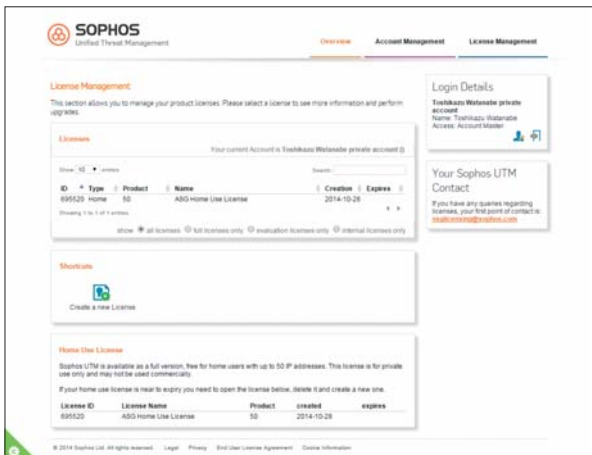 SOPHOS
Unified Threat Management
Overview Account Management License Management
License Management
This section allows you to manage your product licenses. Please select a license to see more information and perform
upgrades.
Licenses
Your current Account is Toshikazu Watanabe private account ()
Show 10 entries
Search:
ID Type Product Name Creation Expires
695520 Home 50 ASG Home Use License 2014-10-28
Showing 1 to 1 of 1 entries
show all licenses full licenses only evaluation licenses only internal licenses only
Shortcuts
Create a new License
Home Use License
Sophos UTM is available as a full version, free for home users with up to 50 IP addresses. This license is for private
use only and may not be used commercially.
If your home use license is near to expiry you need to open the license below, delete it and create a new one.
License ID License Name Product created expires
695520 ASG Home Use License 50 2014-10-28
Login Details
Toshikazu Watanabe private
account
Name: Toshikazu Watanabe
Access: Account Master
Your Sophos UTM
Contact
If you have any queries regarding
licenses, your first point of contact is:
© 2014 Sophos Ltd. All rights reserved. Legal Privacy End User License Agreement Cookie Information